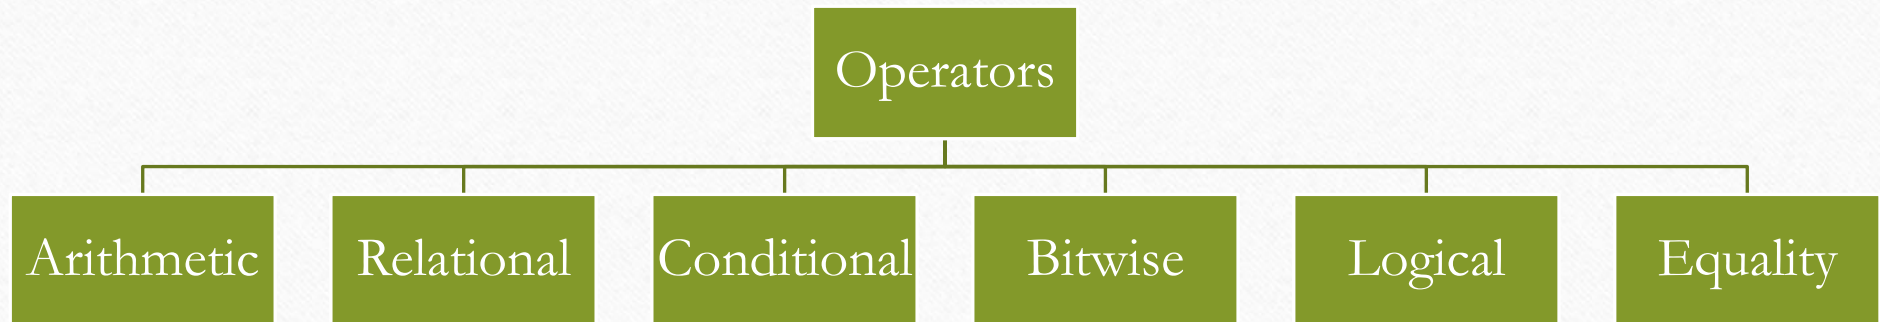 Operators
Arithmetic
Relational
Conditional
Bitwise
Logical
Equality